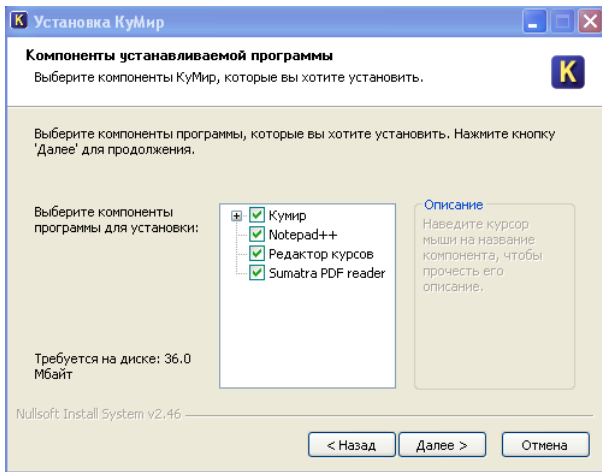 K Установка КуМир
Компоненты устанавливаемой программы
Выберите компоненты КуМир, которые вы хотите установить.
K
Выберите компоненты программы, которые вы хотите установить. Нажмите кнопку
'Далее' для продолжения.
Выберите компоненты
программы для установки:
Кумир
Notepad++
Редактор курсов
Sumatra PDF reader
Описание
Наведите курсор
мыши на название
компонента, чтобы
прочесть его
описание.
Требуется на диске: 36.0
Мбайт
Nullsoft Install System v2.46
< Назад
Далее >
Отмена